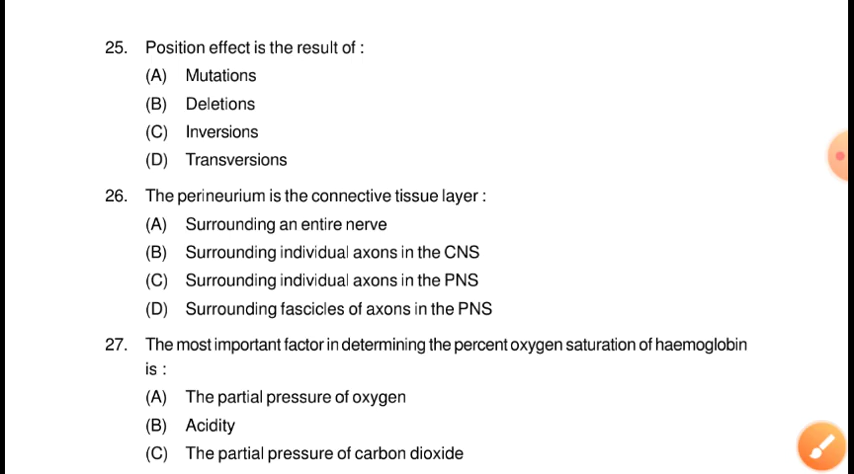 25. Position effect is the result of :
(A) Mutations
(B) Deletions
(C) Inversions
(D) Transversions
26. The perineurium is the connective tissue layer :
(A) Surrounding an entire nerve
(B) Surrounding individual axons in the CNS
(C) Surrounding individual axons in the PNS
(D) Surrounding fascicles of axons in the PNS
27. The most important factor in determining the percent oxygen saturation of haemoglobin
is :
(A) The partial pressure of oxygen
(B) Acidity
(C) The partial pressure of carbon dioxide